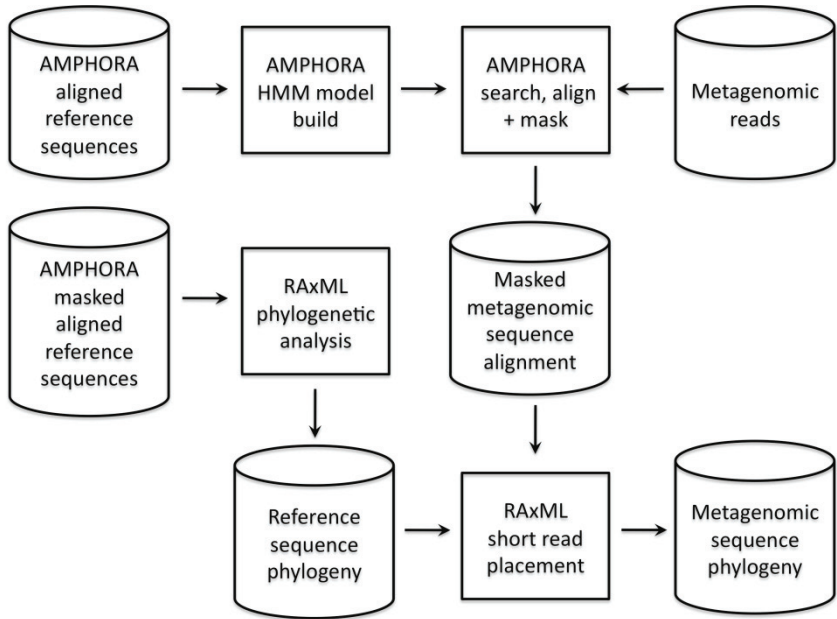 AMPHORA
aligned
reference
sequences
AMPHORA
HMM model
build
AMPHORA
search, align
+ mask
Metagenomic
reads
AMPHORA
masked
aligned
reference
sequences
RAxML
phylogenetic
analysis
Masked
metagenomic
sequence
alignment
Reference
sequence
phylogeny
RAxML
short read
placement
Metagenomic
sequence
phylogeny